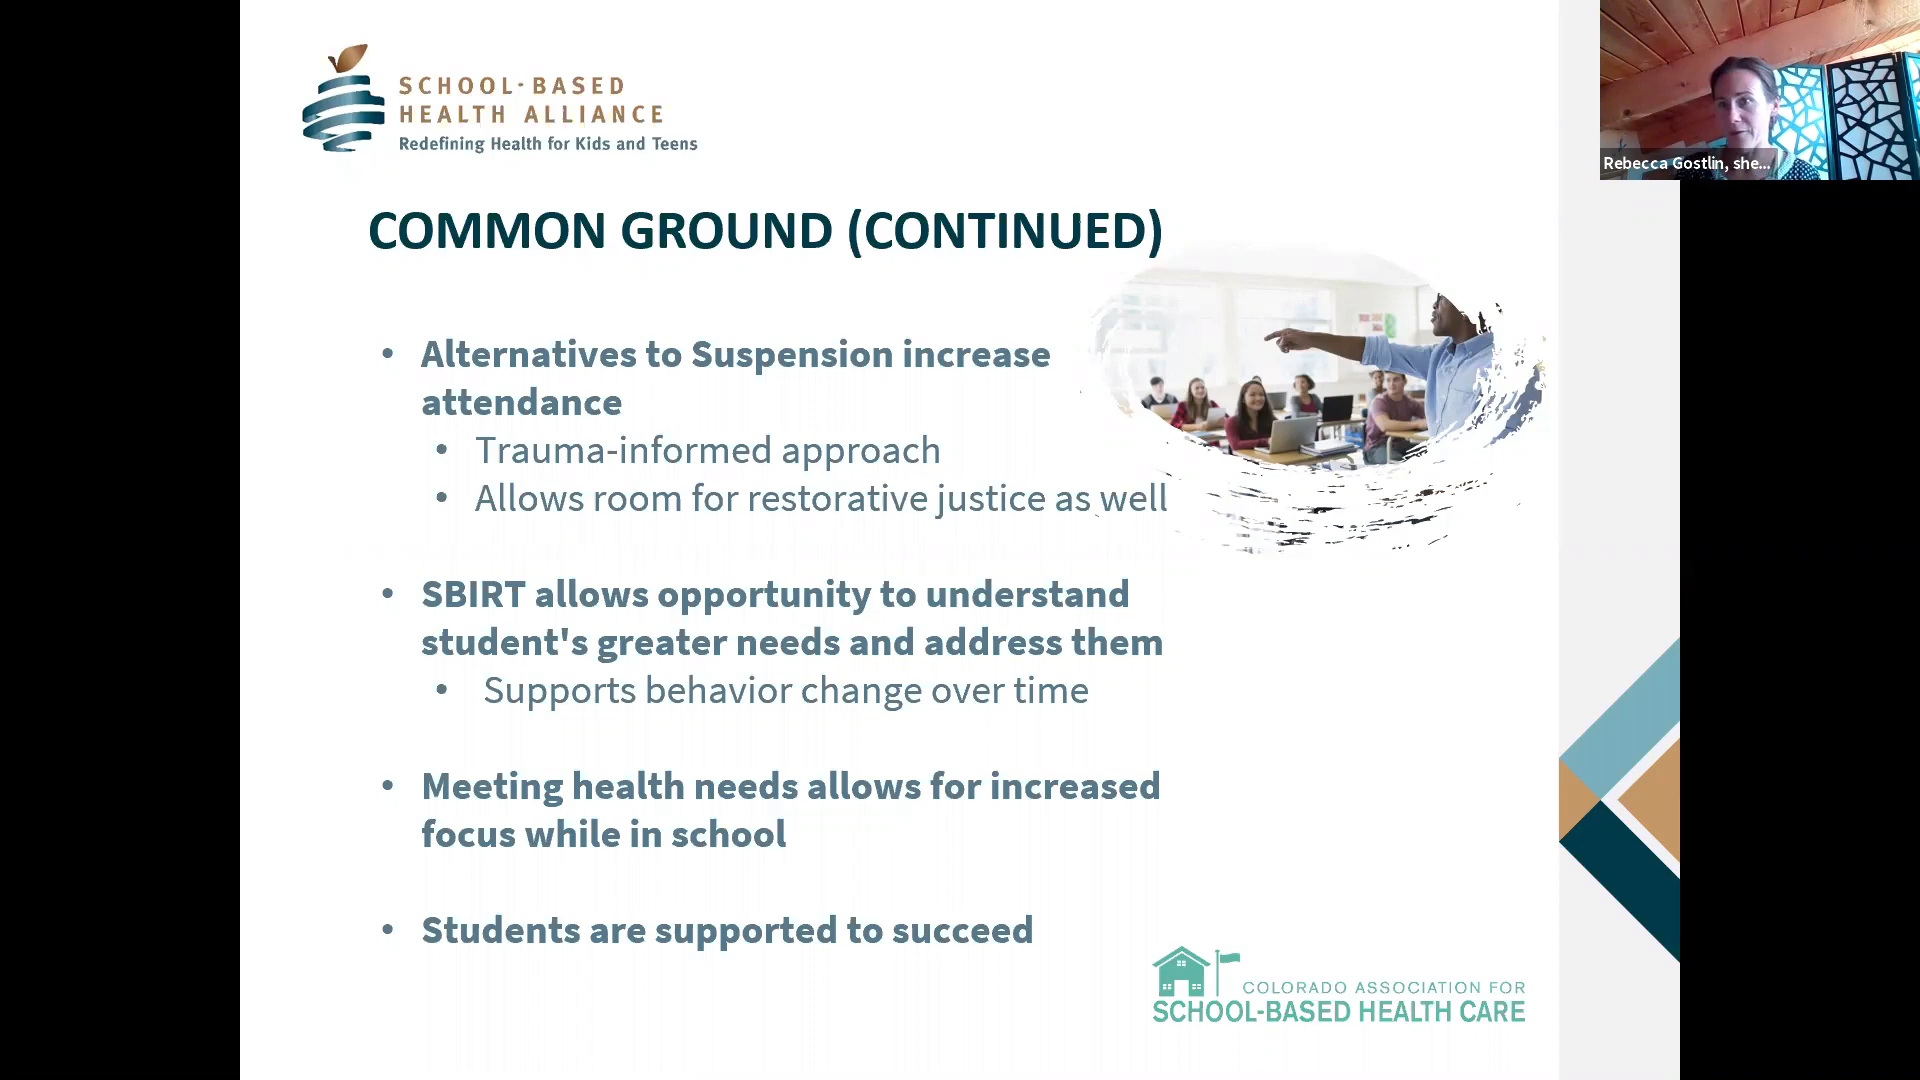 SCHOOL-BASED
HEALTH ALLIANCE
Redefining Health for Kids and Teens
Rebecca Gostlin, she...
COMMON GROUND (CONTINUED)
• Alternatives to Suspension increase
attendance
• Trauma-informed approach
• Allows room for restorative justice as well
• SBIRT allows opportunity to understand
student's greater needs and address them
• Supports behavior change over time
• Meeting health needs allows for increased
focus while in school
• Students are supported to succeed
COLORADO ASSOCIATION FOR
SCHOOL-BASED HEALTH CARE